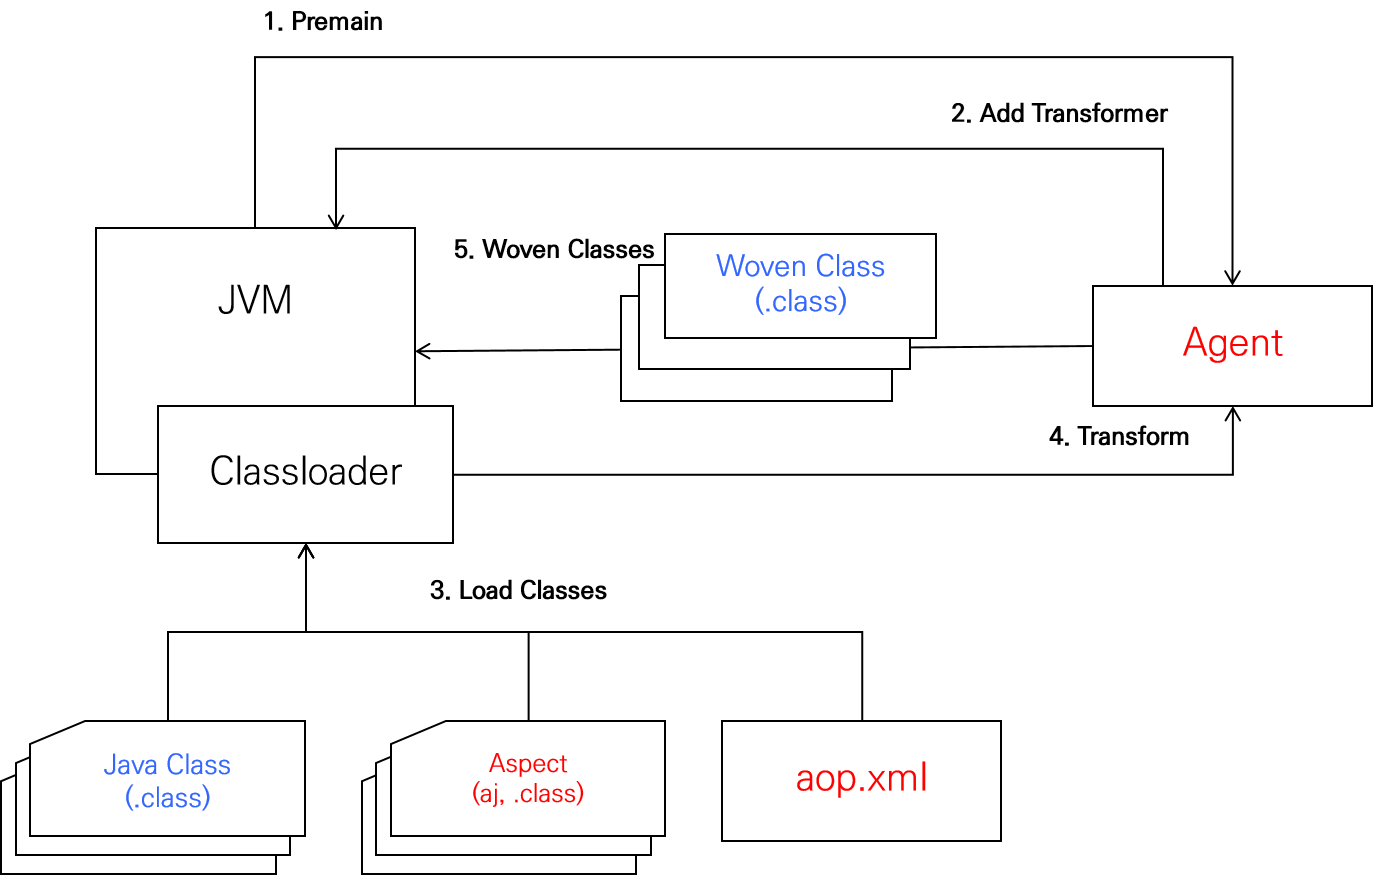 1. Premain
2. Add Transformer
5. Woven Classes
Woven Class
(.class)
JVM
Agent
4. Transform
Classloader
3. Load Classes
Java Class
(.class)
Aspect
(aj, .class)
aop.xml